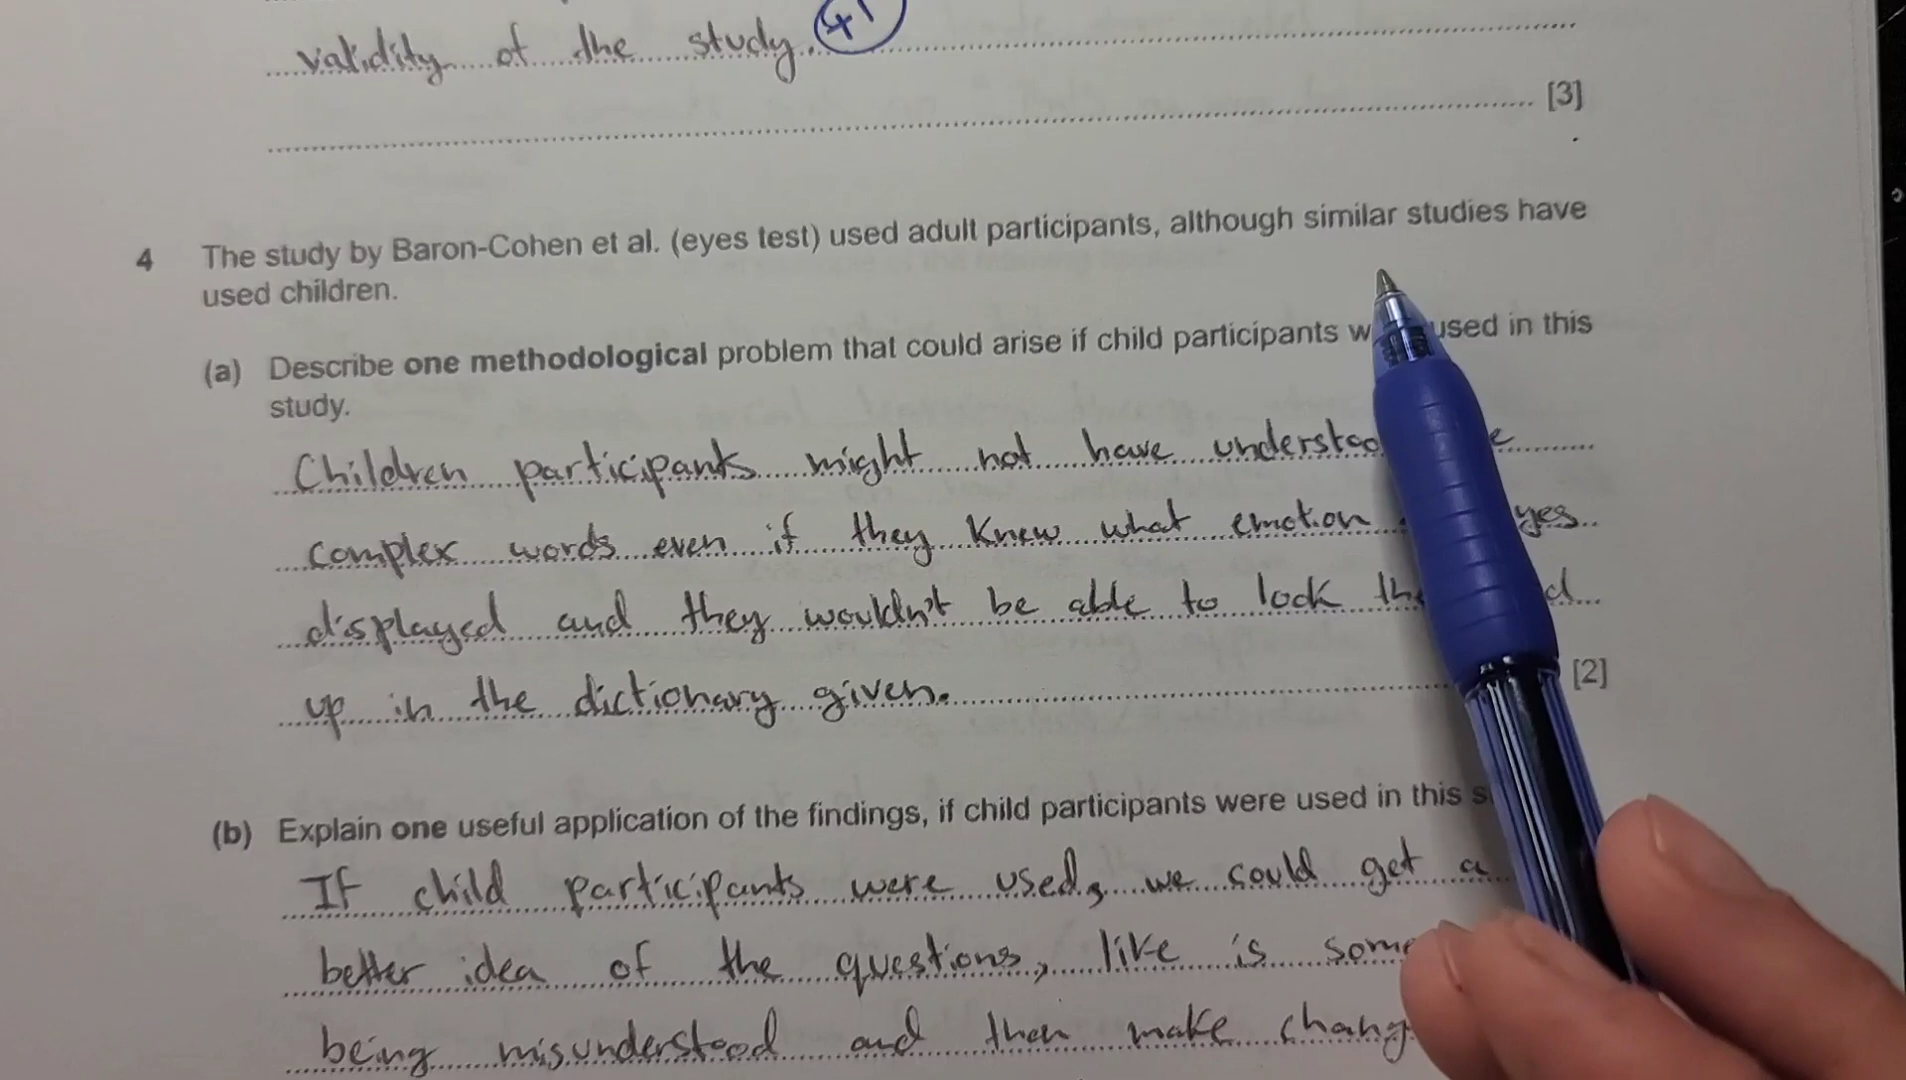 validity of the study. +1
[3]
4 The study by Baron-Cohen et al. (eyes test) used adult participants, although similar studies have
used children.
(a) Describe one methodological problem that could arise if child participants w used in this
study.
Children participants might not have understoo e
complex words even if they knew what emotion yes
displayed and they wouldn't be able to look th d
up in the dictionary given.
[2]
(b) Explain one useful application of the findings, if child participants were used in this s
If child participants were used, we could get a
better idea of the questions, like is some
being misunderstood and then make chang